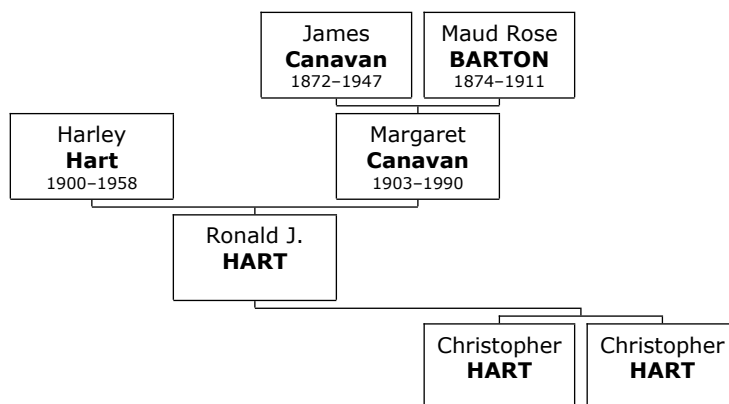 James
Canavan
1872–1947
Maud Rose
BARTON
1874–1911
Harley
Hart
1900–1958
Margaret
Canavan
1903–1990
Ronald J.
HART
Christopher
HART
Christopher
HART